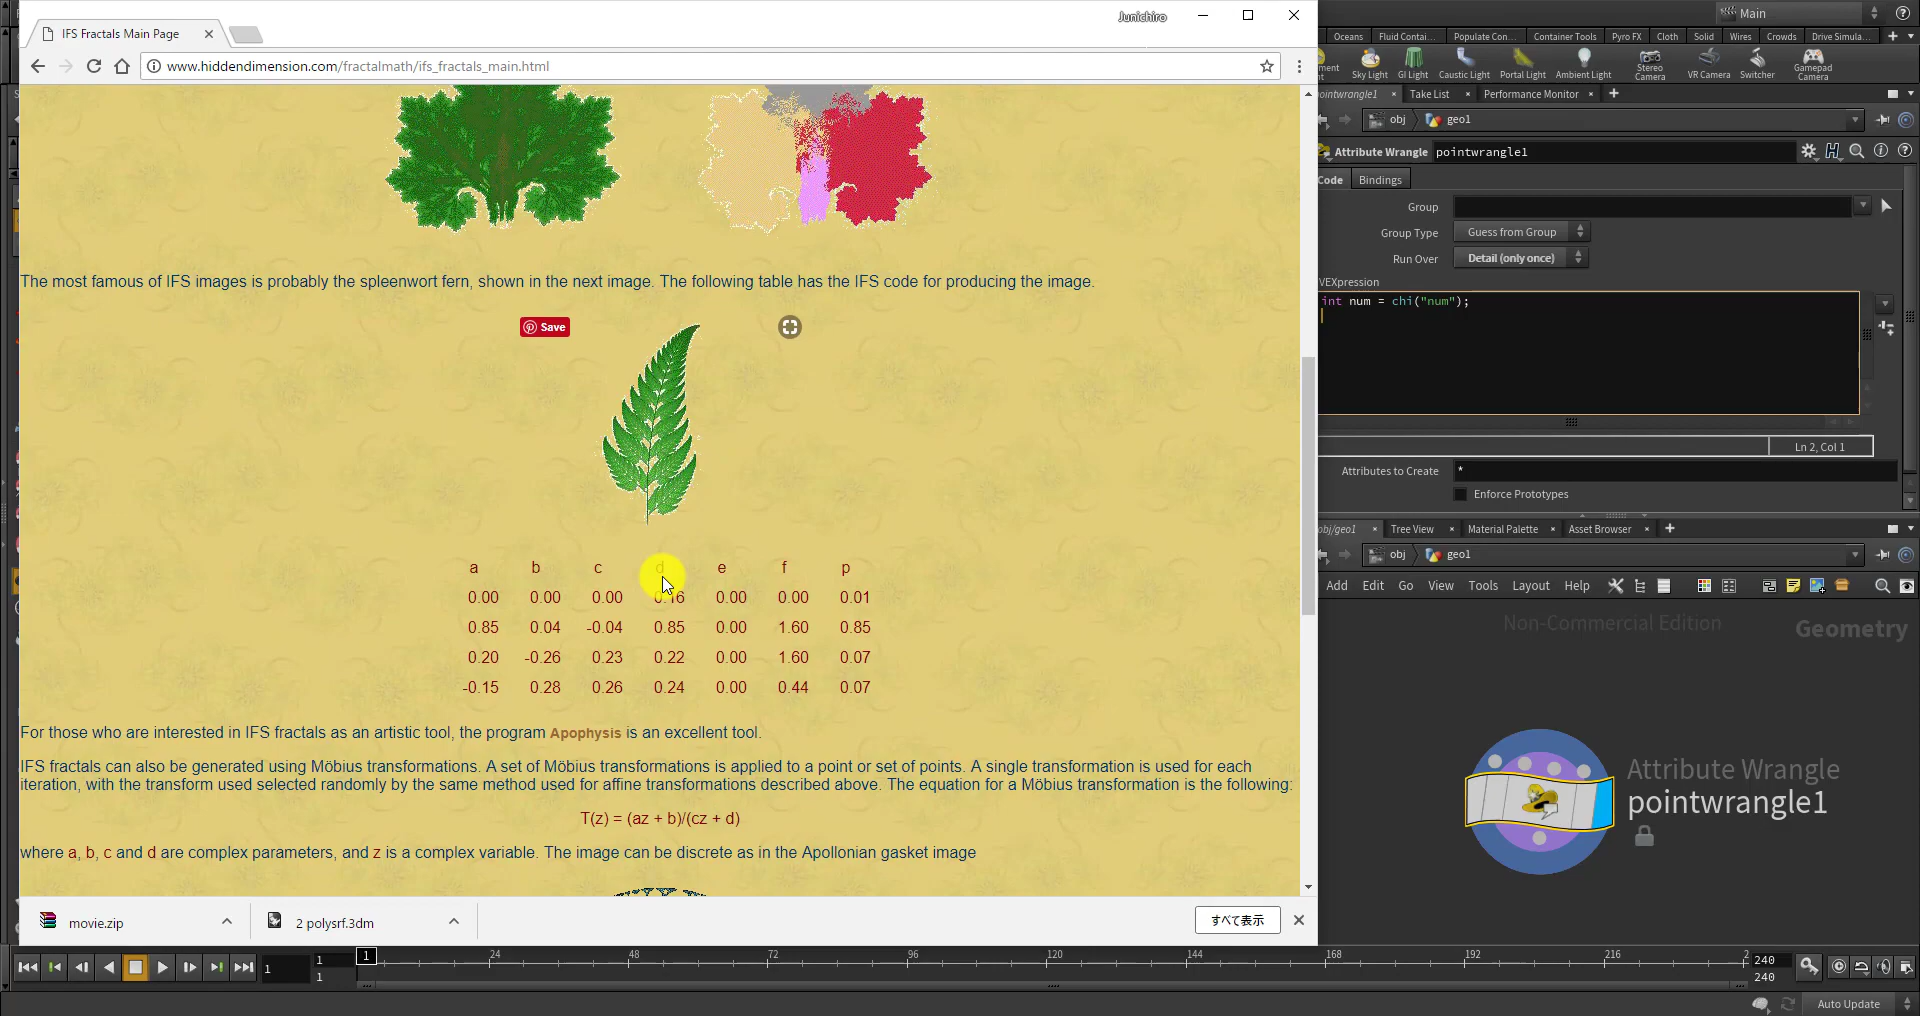 Junichiro
IFS Fractals Main Page
www.hiddendimension.com/fractalmath/ifs_fractals_main.html
The most famous of IFS images is probably the spleenwort fern, shown in the next image. The following table has the IFS code for producing the image.
Save
a b c d e f p
0.00 0.00 0.00 0.16 0.00 0.00 0.01
0.85 0.04 -0.04 0.85 0.00 1.60 0.85
0.20 -0.26 0.23 0.22 0.00 1.60 0.07
-0.15 0.28 0.26 0.24 0.00 0.44 0.07
For those who are interested in IFS fractals as an artistic tool, the program Apophysis is an excellent tool.
IFS fractals can also be generated using Möbius transformations. A set of Möbius transformations is applied to a point or set of points. A single transformation is used for each
iteration, with the transform used selected randomly by the same method used for affine transformations described above. The equation for a Möbius transformation is the following:
T(z) = (az + b)/(cz + d)
where a, b, c and d are complex parameters, and z is a complex variable. The image can be discrete as in the Apollonian gasket image
movie.zip
2 polysrf.3dm
すべて表示
Main
Oceans Fluid Contai... Populate Con... Container Tools Pyro FX Cloth Solid Wires Crowds Drive Simula...
Sky Light GI Light Caustic Light Portal Light Ambient Light Stereo Camera VR Camera Switcher Gamepad Camera
pointwrangle1 Take List Performance Monitor
obj geo1
Attribute Wrangle pointwrangle1
Code Bindings
Group
Group Type Guess from Group
Run Over Detail (only once)
VEXpression
int num = chi("num");
Ln 2, Col 1
Attributes to Create *
Enforce Prototypes
obj/geo1 Tree View Material Palette Asset Browser
obj geo1
Add Edit Go View Tools Layout Help
Non-Commercial Edition
Geometry
Attribute Wrangle
pointwrangle1
1 1 1 1 24 48 72 96 120 144 168 192 216 2 240
240
Auto Update